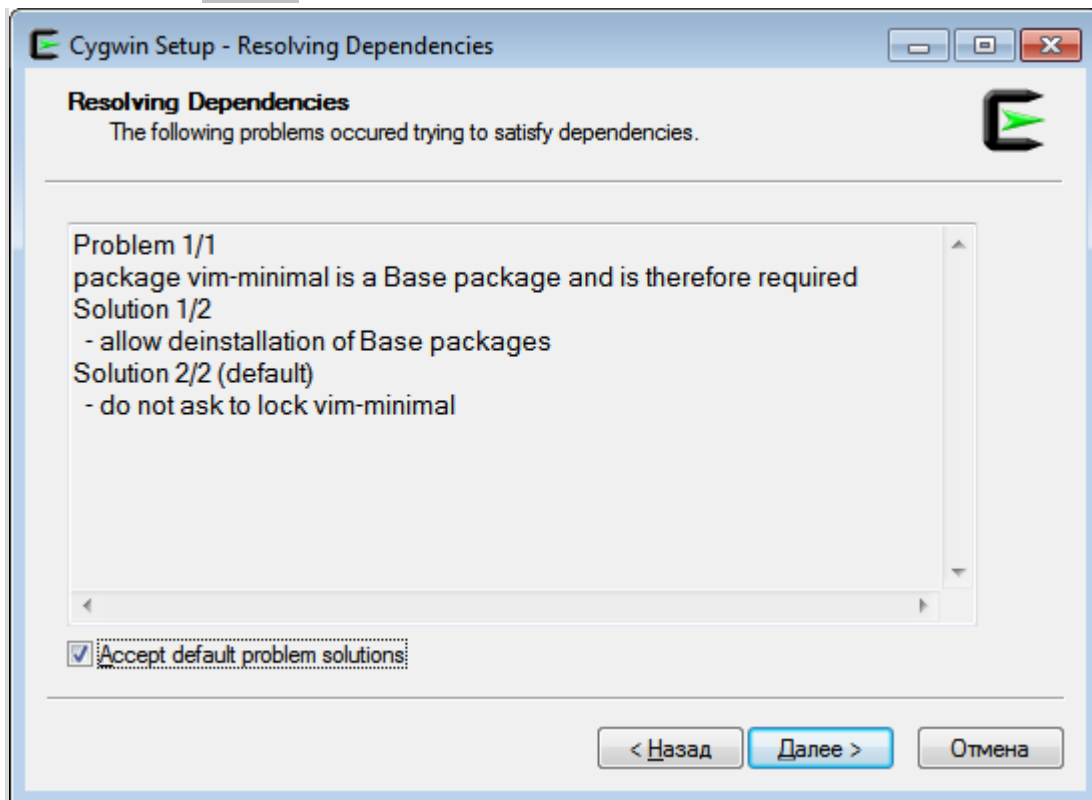 Cygwin Setup - Resolving Dependencies
Resolving Dependencies
The following problems occured trying to satisfy dependencies.
Problem 1/1
package vim-minimal is a Base package and is therefore required
Solution 1/2
- allow deinstallation of Base packages
Solution 2/2 (default)
- do not ask to lock vim-minimal
Accept default problem solutions
< Назад
Далее >
Отмена